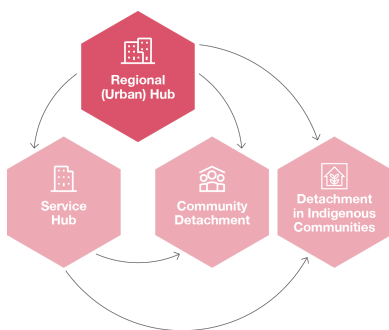 Regional
(Urban) Hub
Service
Hub
Community
Detachment
Detachment
in Indigenous
Communities